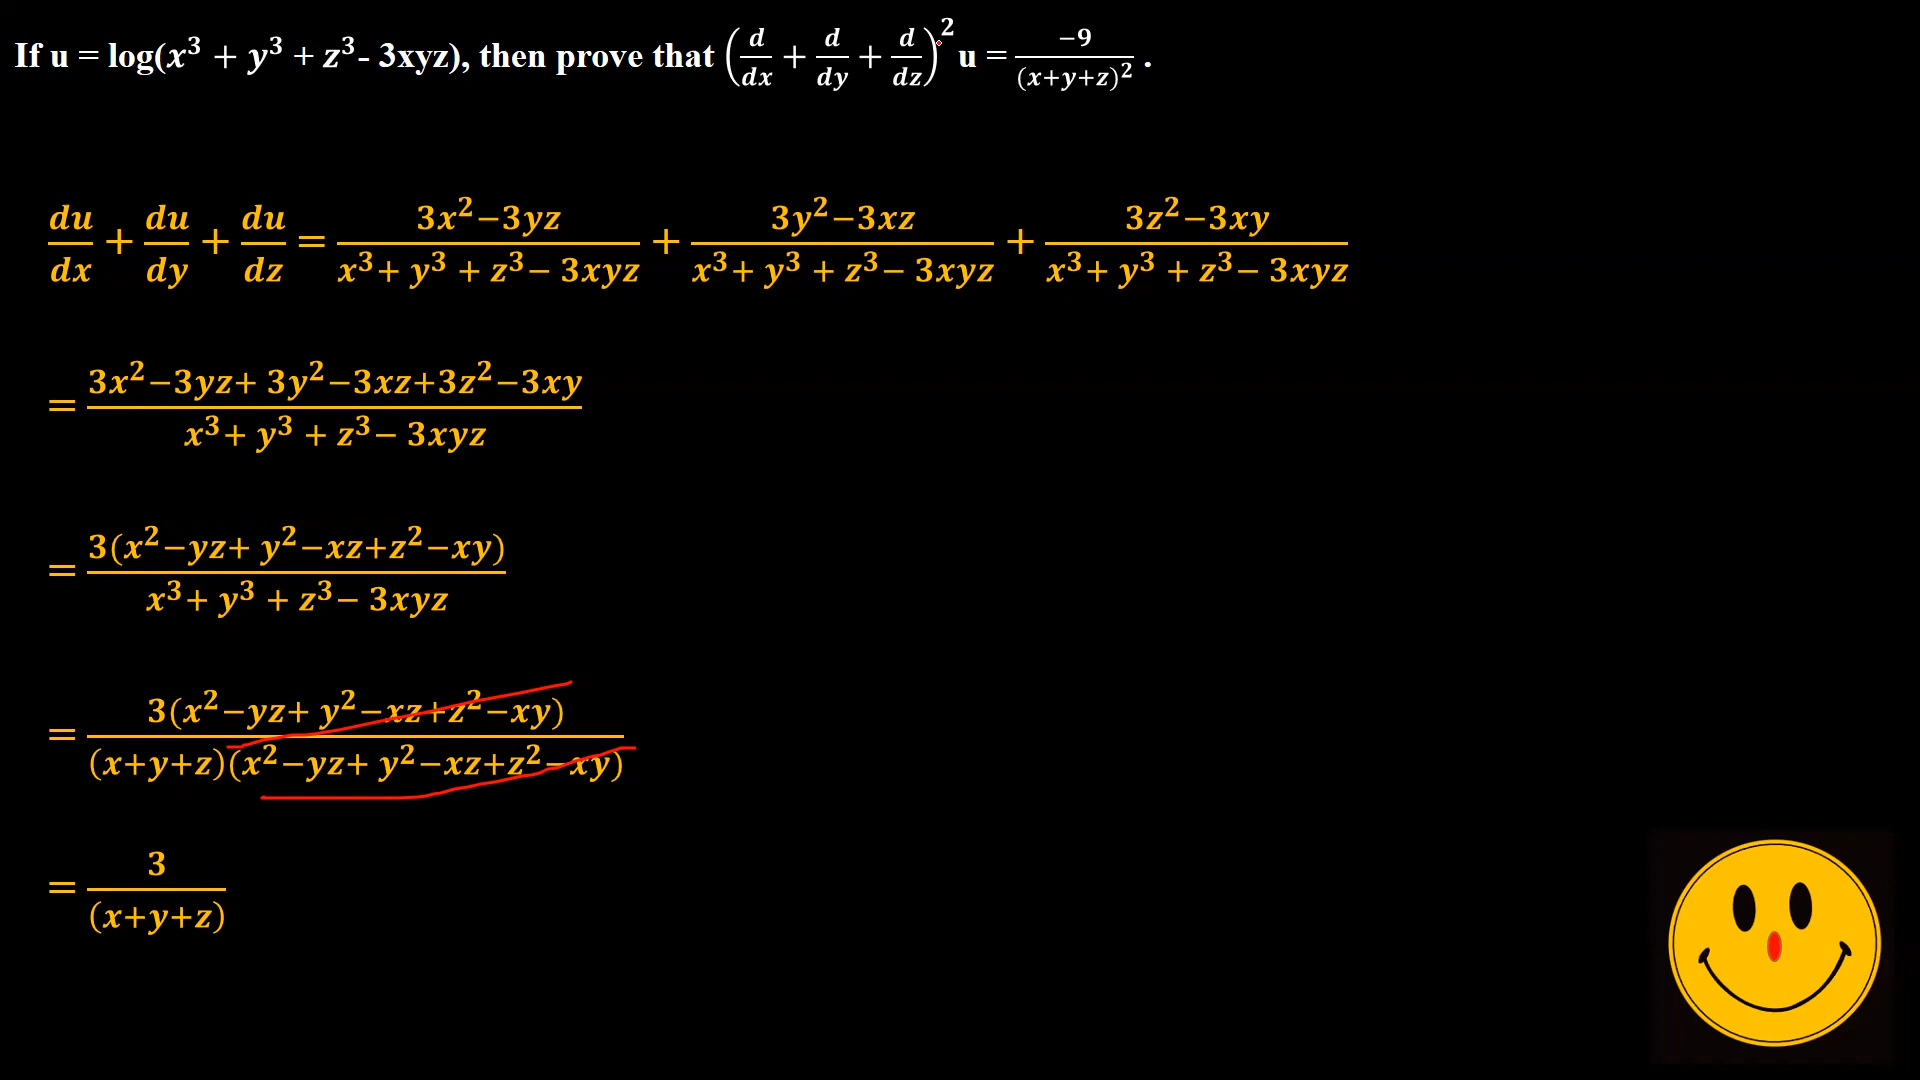 If u = log(x³ + y³ + z³- 3xyz), then prove that (d/dx + d/dy + d/dz)² u = −9/(x+y+z)² .
du/dx + du/dy + du/dz = (3x²−3yz)/(x³+ y³ + z³− 3xyz) + (3y²−3xz)/(x³+ y³ + z³− 3xyz) + (3z²−3xy)/(x³+ y³ + z³− 3xyz)
= (3x²−3yz+ 3y²−3xz+3z²−3xy)/(x³+ y³ + z³− 3xyz)
= 3(x²−yz+ y²−xz+z²−xy)/(x³+ y³ + z³− 3xyz)
= 3(x²−yz+ y²−xz+z²−xy)/(x+y+z)(x²−yz+ y²−xz+z²−xy)
= 3/(x+y+z)